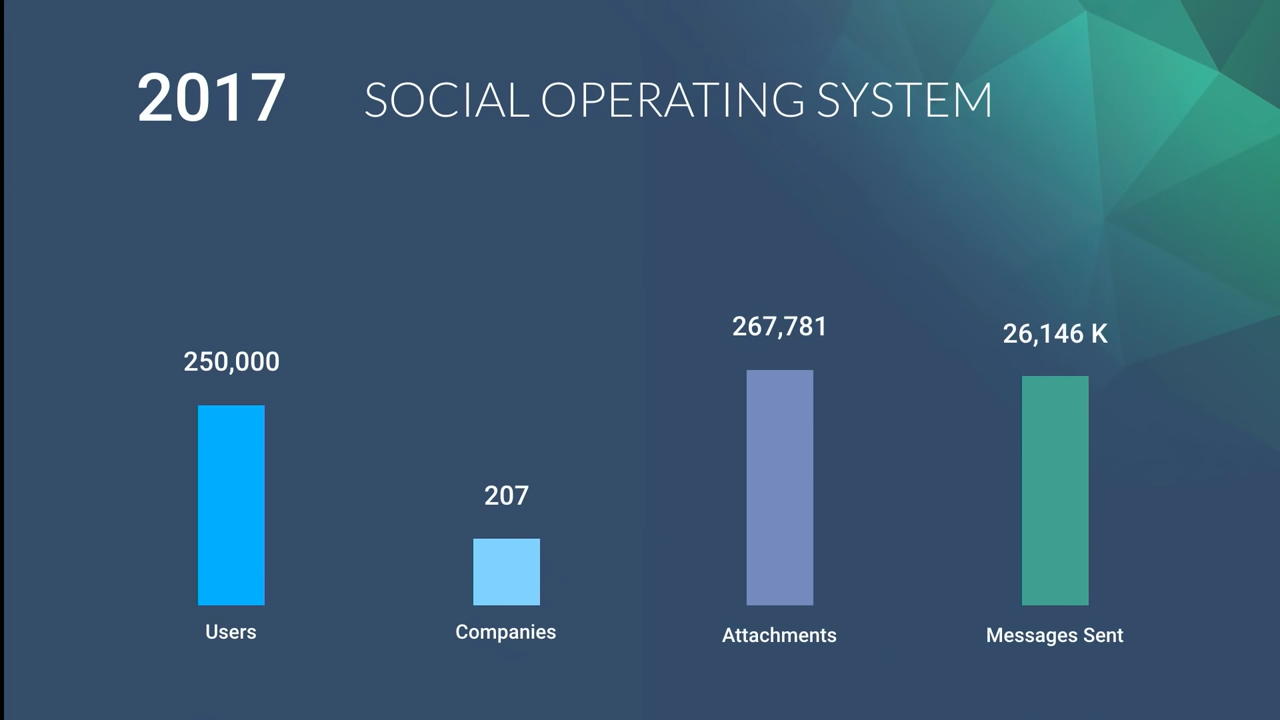 2017 SOCIAL OPERATING SYSTEM
250,000
207
267,781
26,146 K
Users
Companies
Attachments
Messages Sent